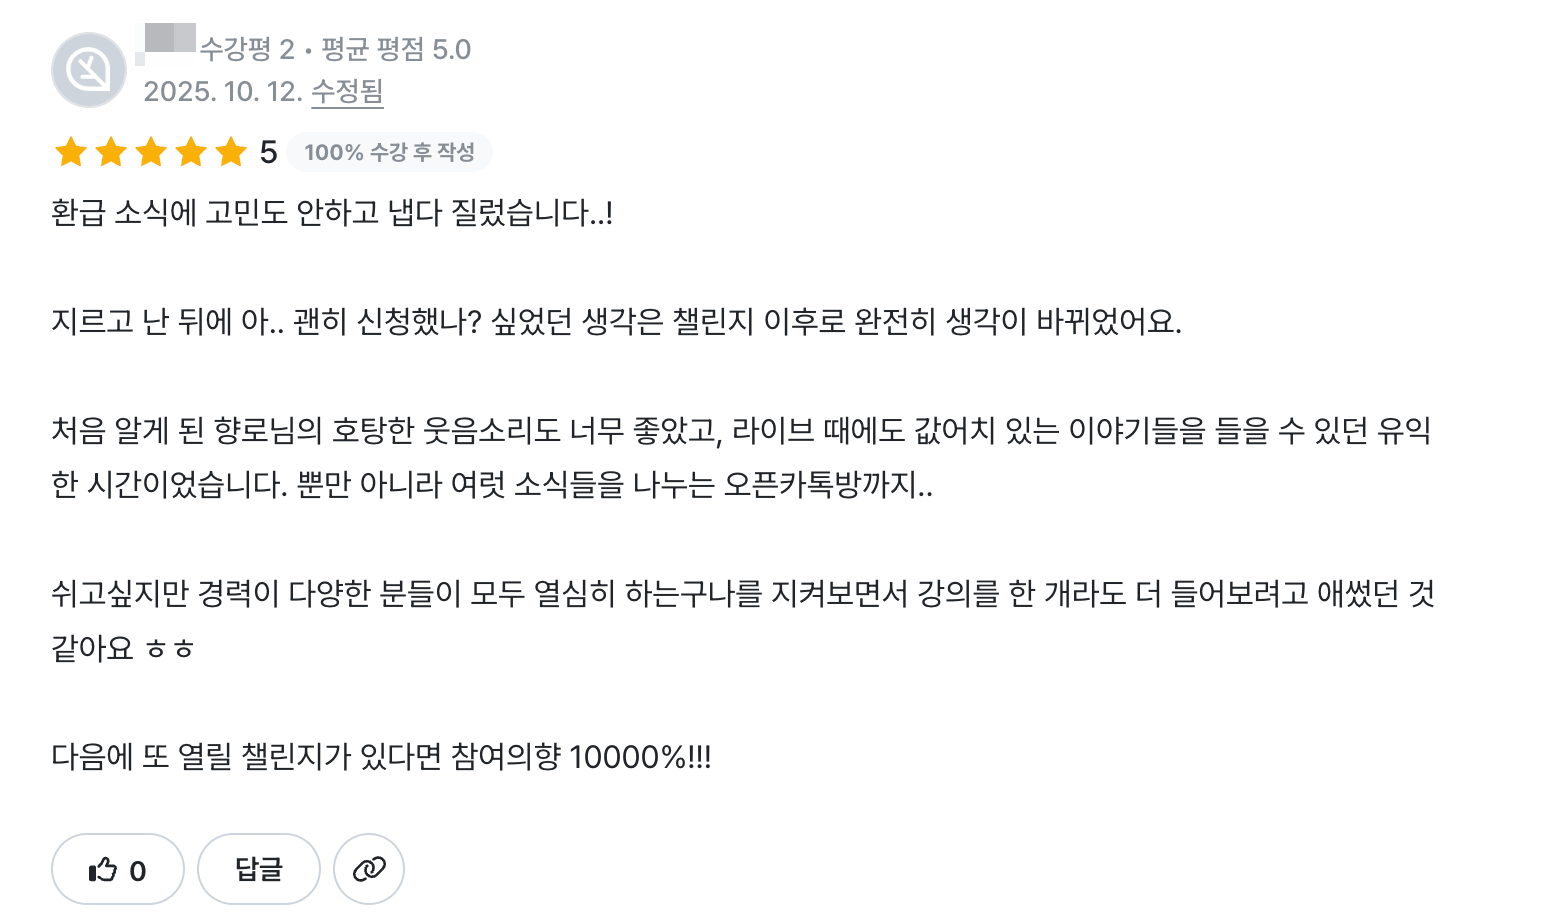 수강평 2 • 평균 평점 5.0
2025. 10. 12. 수정됨
5 100% 수강 후 작성
환급 소식에 고민도 안하고 냅다 질렀습니다..!
지르고 난 뒤에 아.. 괜히 신청했나? 싶었던 생각은 챌린지 이후로 완전히 생각이 바뀌었어요.
처음 알게 된 향로님의 호탕한 웃음소리도 너무 좋았고, 라이브 때에도 값어치 있는 이야기들을 들을 수 있던 유익
한 시간이었습니다. 뿐만 아니라 여럿 소식들을 나누는 오픈카톡방까지..
쉬고싶지만 경력이 다양한 분들이 모두 열심히 하는구나를 지켜보면서 강의를 한 개라도 더 들어보려고 애썼던 것
같아요 ㅎㅎ
다음에 또 열릴 챌린지가 있다면 참여의향 10000%!!!
0 답글